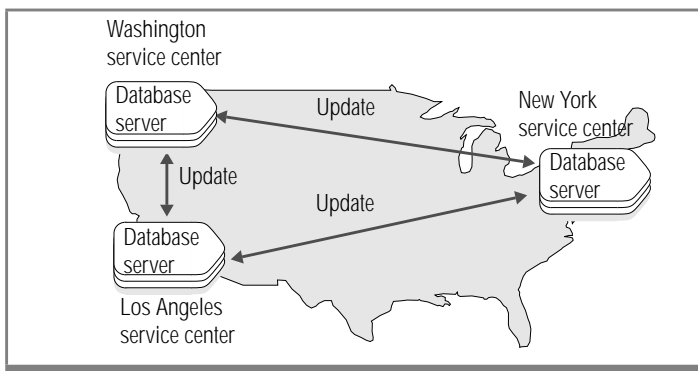 Washington
service center
Database
server
Update
New York
service center
Database
server
Update
Update
Database
server
Los Angeles
service center